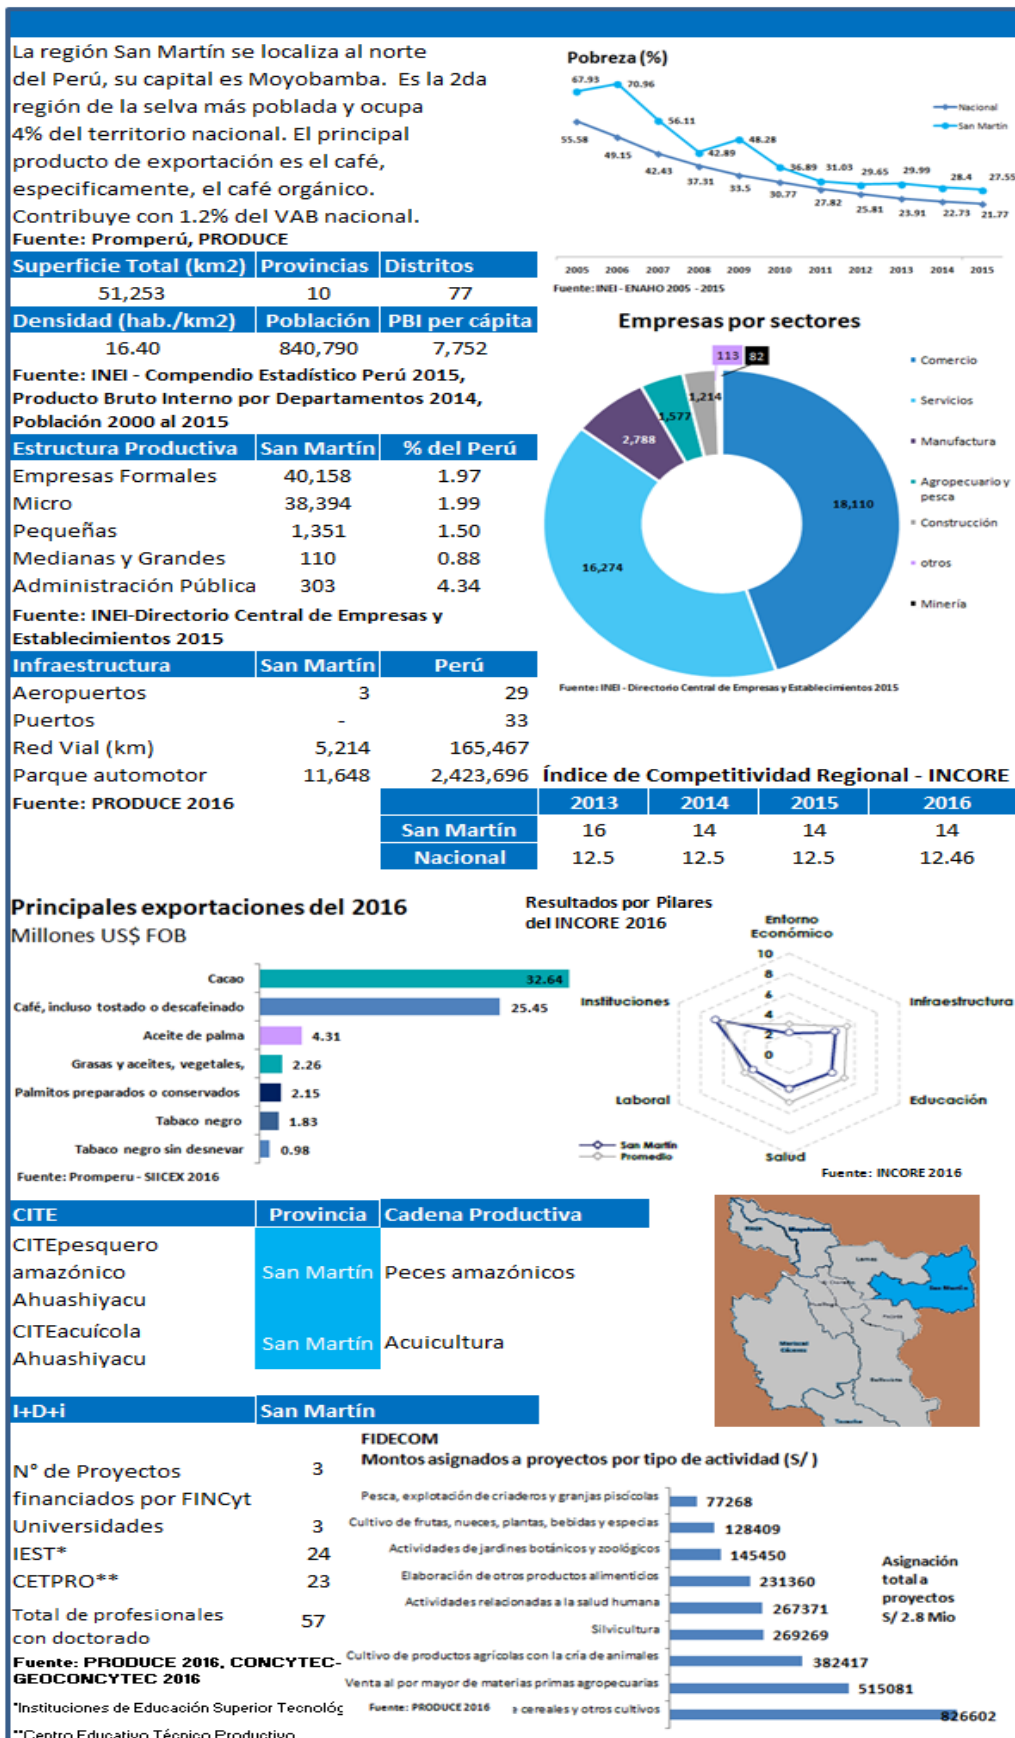 La región San Martín se localiza al norte
del Perú, su capital es Moyobamba. Es la 2da
región de la selva más poblada y ocupa
4% del territorio nacional. El principal
producto de exportación es el café,
especificamente, el café orgánico.
Contribuye con 1.2% del VAB nacional.
Fuente: Promperú, PRODUCE
Pobreza (%)
67.93 70.96 56.11 42.89 48.28 36.89 31.03 29.65 29.99 28.4 27.55
55.58 49.15 42.43 37.31 33.5 30.77 27.82 25.81 23.91 22.73 21.77
Nacional
San Martín
2005 2006 2007 2008 2009 2010 2011 2012 2013 2014 2015
Fuente: INEI - ENAHO 2005 - 2015
Superficie Total (km2) Provincias Distritos
51,253 10 77
Densidad (hab./km2) Población PBI per cápita
16.40 840,790 7,752
Fuente: INEI - Compendio Estadístico Perú 2015,
Producto Bruto Interno por Departamentos 2014,
Población 2000 al 2015
Empresas por sectores
113 82
1,214
1,577
2,788
18,110
16,274
Comercio
Servicios
Manufactura
Agropecuario y
pesca
Construcción
otros
Minería
Fuente: INEI - Directorio Central de Empresas y Establecimientos 2015
Estructura Productiva San Martín % del Perú
Empresas Formales 40,158 1.97
Micro 38,394 1.99
Pequeñas 1,351 1.50
Medianas y Grandes 110 0.88
Administración Pública 303 4.34
Fuente: INEI-Directorio Central de Empresas y
Establecimientos 2015
Infraestructura San Martín Perú
Aeropuertos 3 29
Puertos - 33
Red Vial (km) 5,214 165,467
Parque automotor 11,648 2,423,696
Fuente: PRODUCE 2016
Índice de Competitividad Regional - INCORE
2013 2014 2015 2016
San Martín 16 14 14 14
Nacional 12.5 12.5 12.5 12.46
Principales exportaciones del 2016
Millones US$ FOB
Cacao 32.64
Café, incluso tostado o descafeinado 25.45
Aceite de palma 4.31
Grasas y aceites, vegetales, 2.26
Palmitos preparados o conservados 2.15
Tabaco negro 1.83
Tabaco negro sin desnevar 0.98
Fuente: Promperu - SIICEX 2016
Resultados por Pilares
del INCORE 2016
Entorno
Económico
10
8
6
4
2
0
Instituciones
Infraestructura
Laboral
Educación
Salud
San Martín
Promedio
Fuente: INCORE 2016
CITE Provincia Cadena Productiva
CITEpesquero
amazónico
Ahuashiyacu
San Martín Peces amazónicos
CITEacuícola
Ahuashiyacu
San Martín Acuicultura
Moyobamba
Lamas
San Martín
Mariscal
Cáceres
Bellavista
Tocache
I+D+i San Martín
N° de Proyectos 3
financiados por FINCyt
Universidades 3
IEST* 24
CETPRO** 23
Total de profesionales 57
con doctorado
Fuente: PRODUCE 2016, CONCYTEC-
GEOCONCYTEC 2016
*Instituciones de Educación Superior Tecnológ
**Centro Educativo Técnico Productivo
FIDECOM
Montos asignados a proyectos por tipo de actividad (S/ )
Pesca, explotación de criaderos y granjas piscícolas 77268
Cultivo de frutas, nueces, plantas, bebidas y especias 128409
Actividades de jardines botánicos y zoológicos 145450
Elaboración de otros productos alimenticios 231360
Actividades relacionadas a la salud humana 267371
Silvicultura 269269
Cultivo de productos agrícolas con la cría de animales 382417
Venta al por mayor de materias primas agropecuarias 515081
e cereales y otros cultivos 826602
Asignación
total a
proyectos
S/ 2.8 Mio
Fuente: PRODUCE 2016